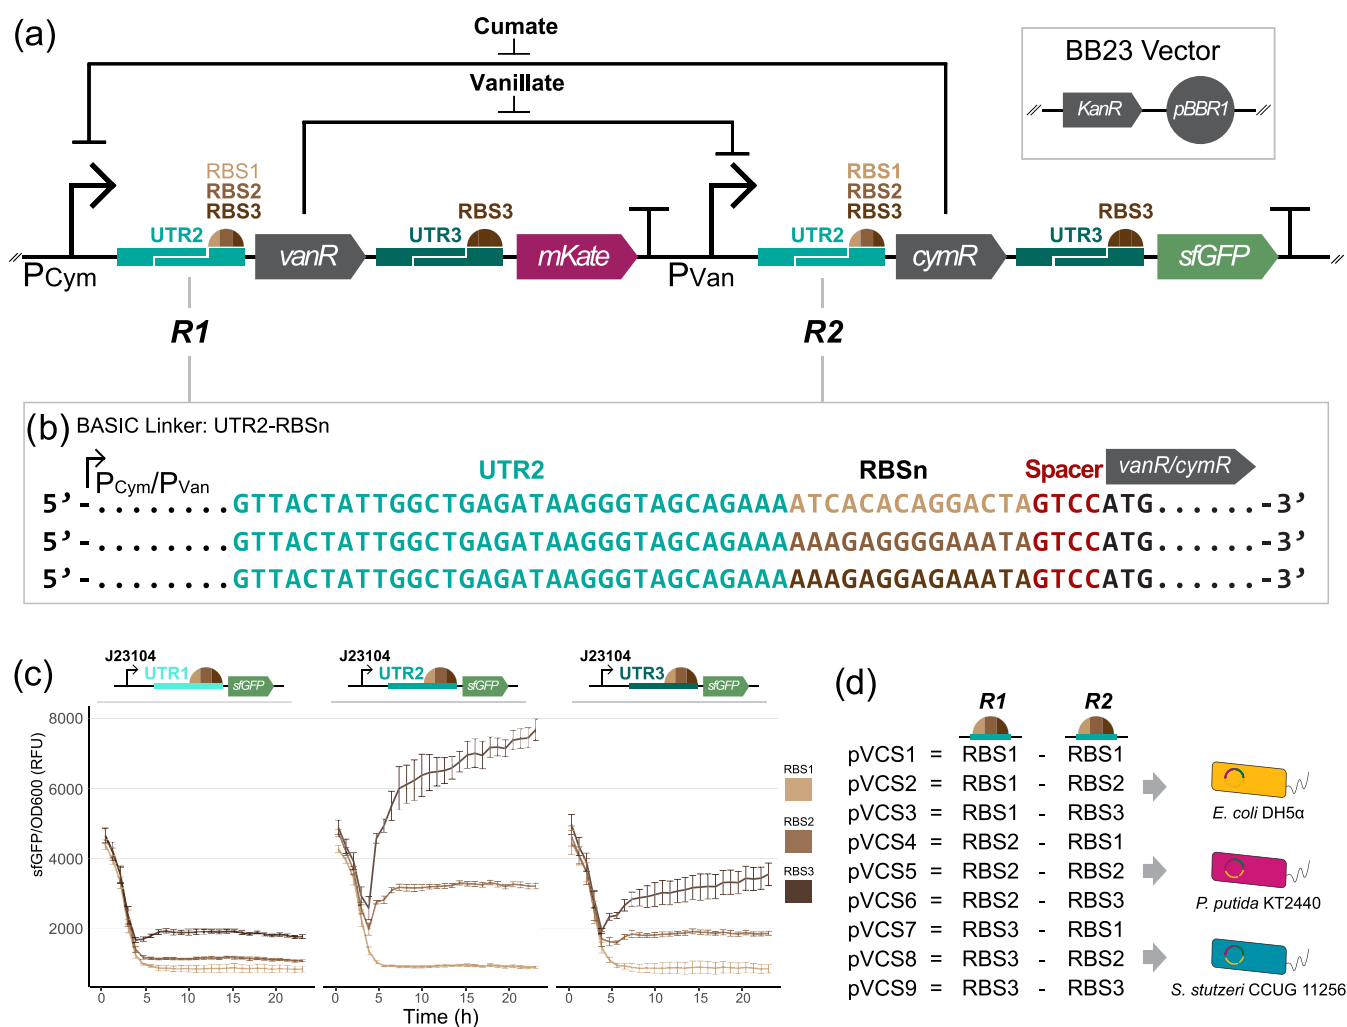 (a)
Cumate
Vanillate
BB23 Vector
KanR
pBBR1
RBS1
RBS2
RBS3
UTR2
vanR
RBS3
UTR3
mKate
RBS1
RBS2
RBS3
UTR2
cymR
RBS3
UTR3
sfGFP
PCym
PVan
R1
R2
(b) BASIC Linker: UTR2-RBSn
PCym/PVan
UTR2
RBSn
Spacer
vanR/cymR
5’-........GTTACTATTGGCTGAGATAAGGGTAGCAGAAAATCACACAGGACTAGTCCATG......-3’
5’-........GTTACTATTGGCTGAGATAAGGGTAGCAGAAAAAAGAGGGGAAATAGTCCATG......-3’
5’-........GTTACTATTGGCTGAGATAAGGGTAGCAGAAAAAAGAGGAGAAATAGTCCATG......-3’
(c)
J23104
UTR1
sfGFP
J23104
UTR2
sfGFP
J23104
UTR3
sfGFP
sfGFP/OD600 (RFU)
8000
6000
4000
2000
0 5 10 15 20
0 5 10 15 20
0 5 10 15 20
Time (h)
RBS1
RBS2
RBS3
(d)
R1 R2
pVCS1 = RBS1 - RBS1
pVCS2 = RBS1 - RBS2
pVCS3 = RBS1 - RBS3
pVCS4 = RBS2 - RBS1
pVCS5 = RBS2 - RBS2
pVCS6 = RBS2 - RBS3
pVCS7 = RBS3 - RBS1
pVCS8 = RBS3 - RBS2
pVCS9 = RBS3 - RBS3
E. coli DH5α
P. putida KT2440
S. stutzeri CCUG 11256